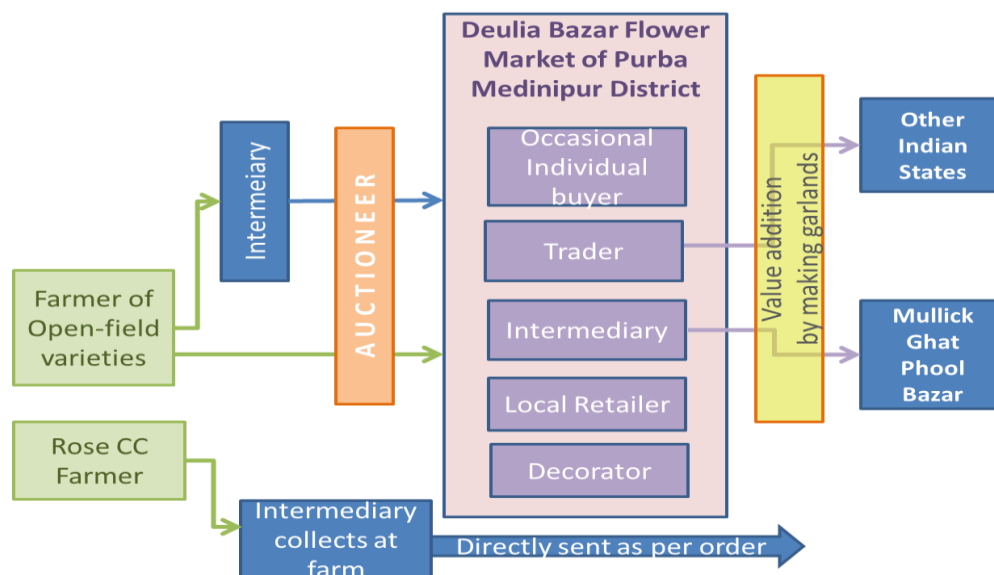 Deulia Bazar Flower
Market of Purba
Medinipur District
Occasional
Individual
buyer
Trader
Intermediary
Local Retailer
Decorator
Intermeiary
AUCTIONEER
Farmer of
Open-field
varieties
Rose CC
Farmer
Intermediary
collects at
farm
Directly sent as per order
Value addition
by making garlands
Other
Indian
States
Mullick
Ghat
Phool
Bazar